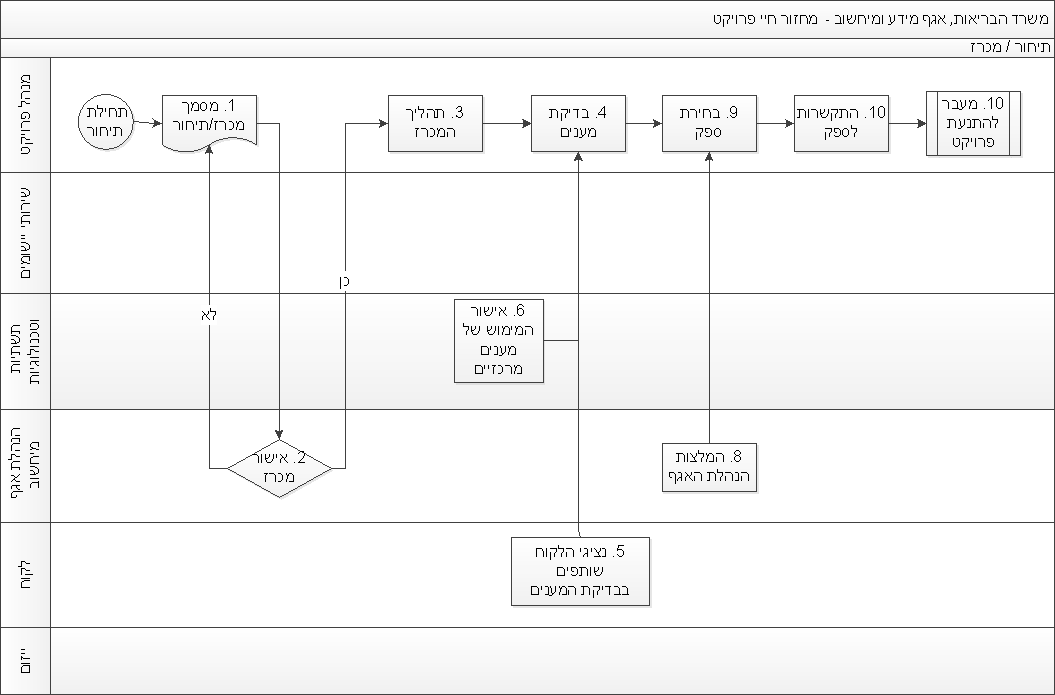 משרד הבריאות, אגף מידע ומיחשוב - מחזור חיי פרויקט
תיחור / מכרז
מנהל פרויקט
תחילת
תיחור
1. מסמך
מכרז/תיחור
3. תהליך
המכרז
4. בדיקת
מענים
9. בחירת
ספק
10. התקשרות
לספק
10. מעבר
להתנעת
פרויקט
שירותי יישומים
כן
תשתיות
וטכנולוגיות
לא
6. אישור
המימוש של
מענים
מרכזיים
הנהלת אגף
מיחשוב
2. אישור
מכרז
8. המלצות
הנהלת האגף
לקוח
5. נציגי הלקוח
שותפים
בבדיקת המענים
ייזום